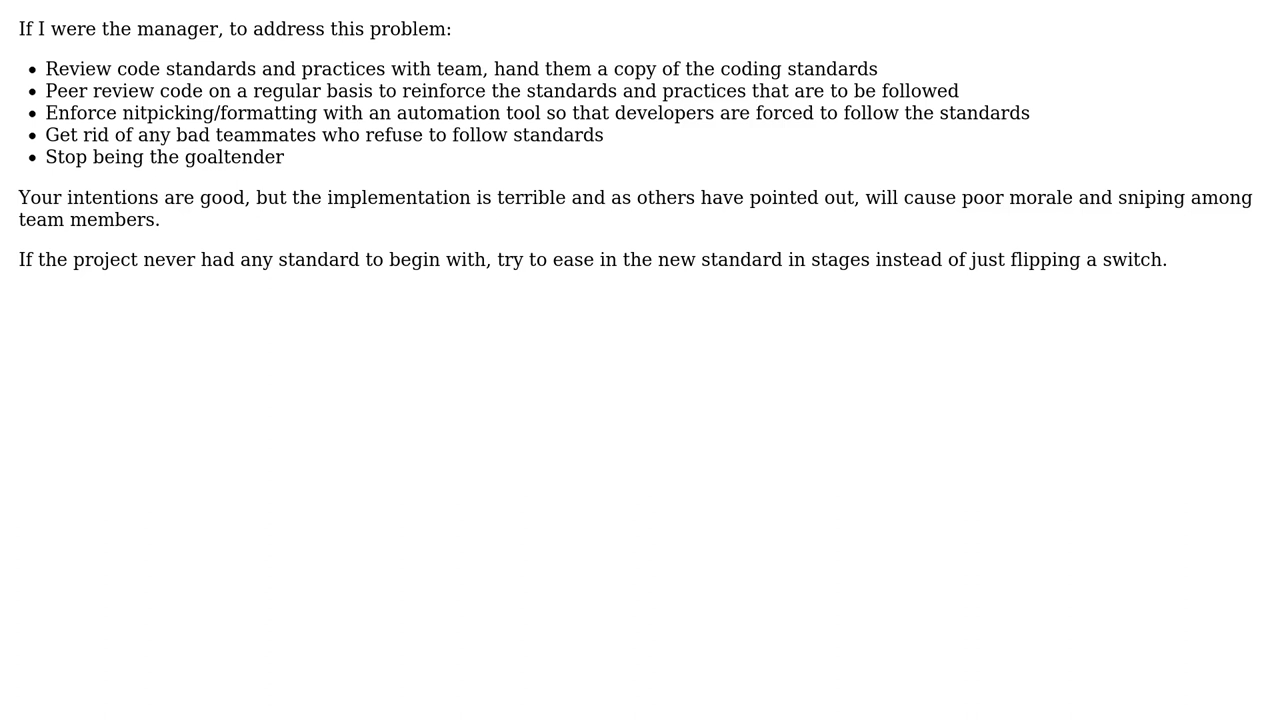 If I were the manager, to address this problem:
• Review code standards and practices with team, hand them a copy of the coding standards
• Peer review code on a regular basis to reinforce the standards and practices that are to be followed
• Enforce nitpicking/formatting with an automation tool so that developers are forced to follow the standards
• Get rid of any bad teammates who refuse to follow standards
• Stop being the goaltender
Your intentions are good, but the implementation is terrible and as others have pointed out, will cause poor morale and sniping among
team members.
If the project never had any standard to begin with, try to ease in the new standard in stages instead of just flipping a switch.